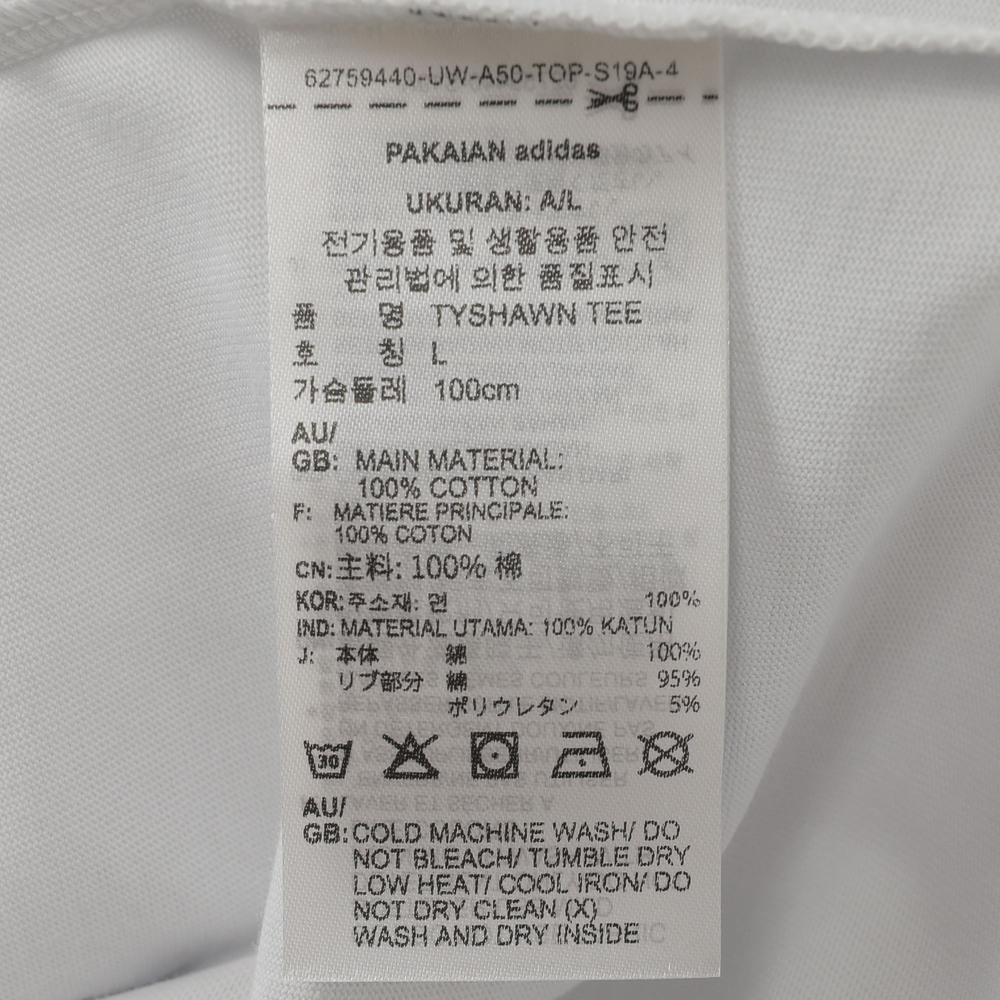 62759440-UW-A50-TOP-S19A-4
PAKAIAN adidas
UKURAN: A/L
전기용품 및 생활용품 안전
관리법에 의한 품질표시
품 명 TYSHAWN TEE
호 칭 L
가슴둘레 100cm
AU/
GB: MAIN MATERIAL:
100% COTTON
F: MATIERE PRINCIPALE:
100% COTON
CN: 主料: 100% 棉
KOR: 주소재: 면 100%
IND: MATERIAL UTAMA: 100% KATUN
J: 本体 綿 100%
リブ部分 綿 95%
ポリウレタン 5%
30
AU/
GB: COLD MACHINE WASH/ DO
NOT BLEACH/ TUMBLE DRY
LOW HEAT/ COOL IRON/ DO
NOT DRY CLEAN (X)
WASH AND DRY INSIDE